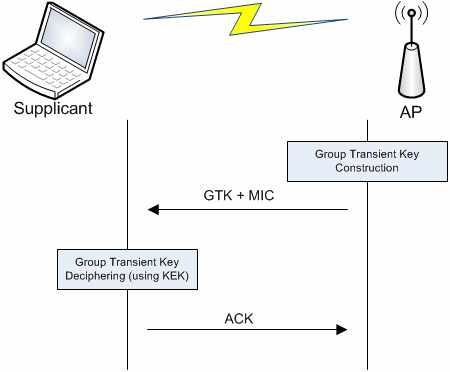 Supplicant
AP
Group Transient Key
Construction
GTK + MIC
Group Transient Key
Deciphering (using KEK)
ACK